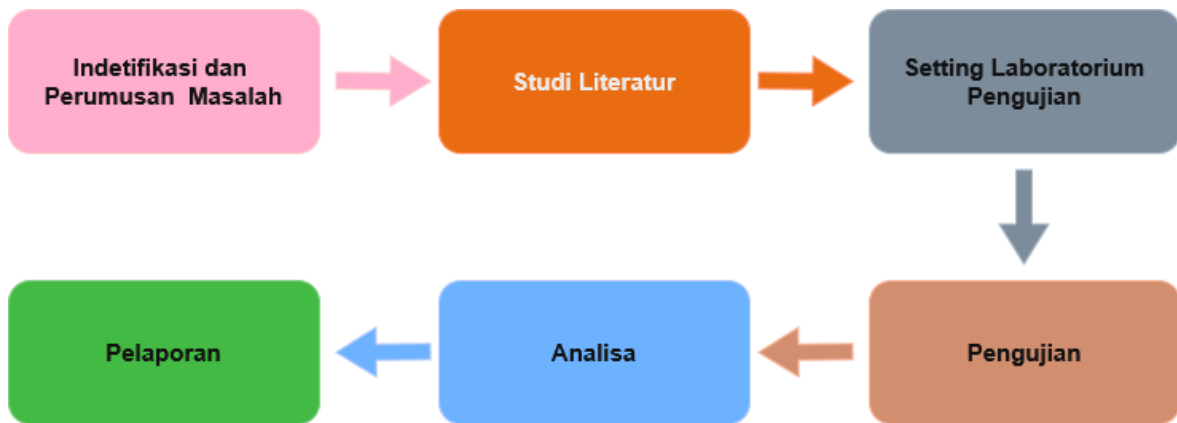 Indetifikasi dan
Perumusan Masalah
Studi Literatur
Setting Laboratorium
Pengujian
Pengujian
Analisa
Pelaporan